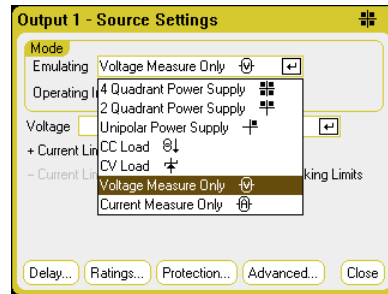 Output 1 - Source Settings
Mode
Emulating Voltage Measure Only
Operating I
4 Quadrant Power Supply
2 Quadrant Power Supply
Unipolar Power Supply
CC Load
CV Load
Voltage Measure Only
Current Measure Only
Voltage
+ Current Lim
- Current Lim
king Limits
Delay... Ratings... Protection... Advanced... Close